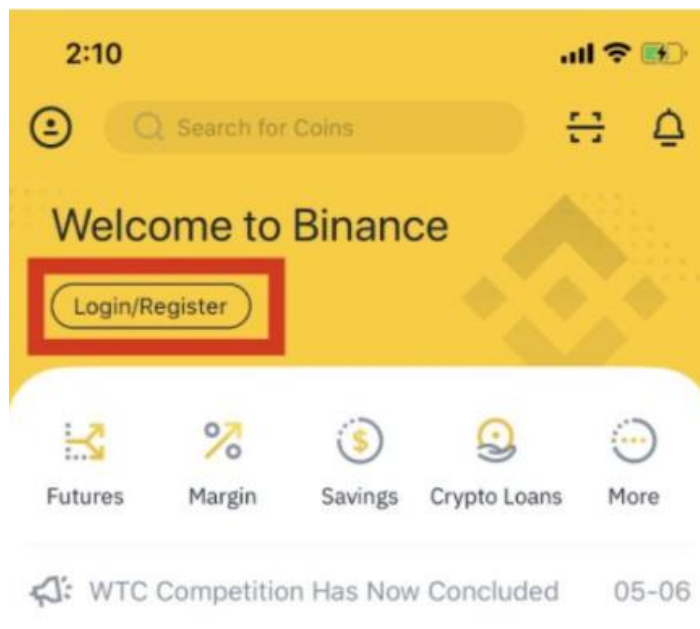 2:10
Search for Coins
Welcome to Binance
Login/Register
Futures Margin Savings Crypto Loans More
WTC Competition Has Now Concluded 05-06